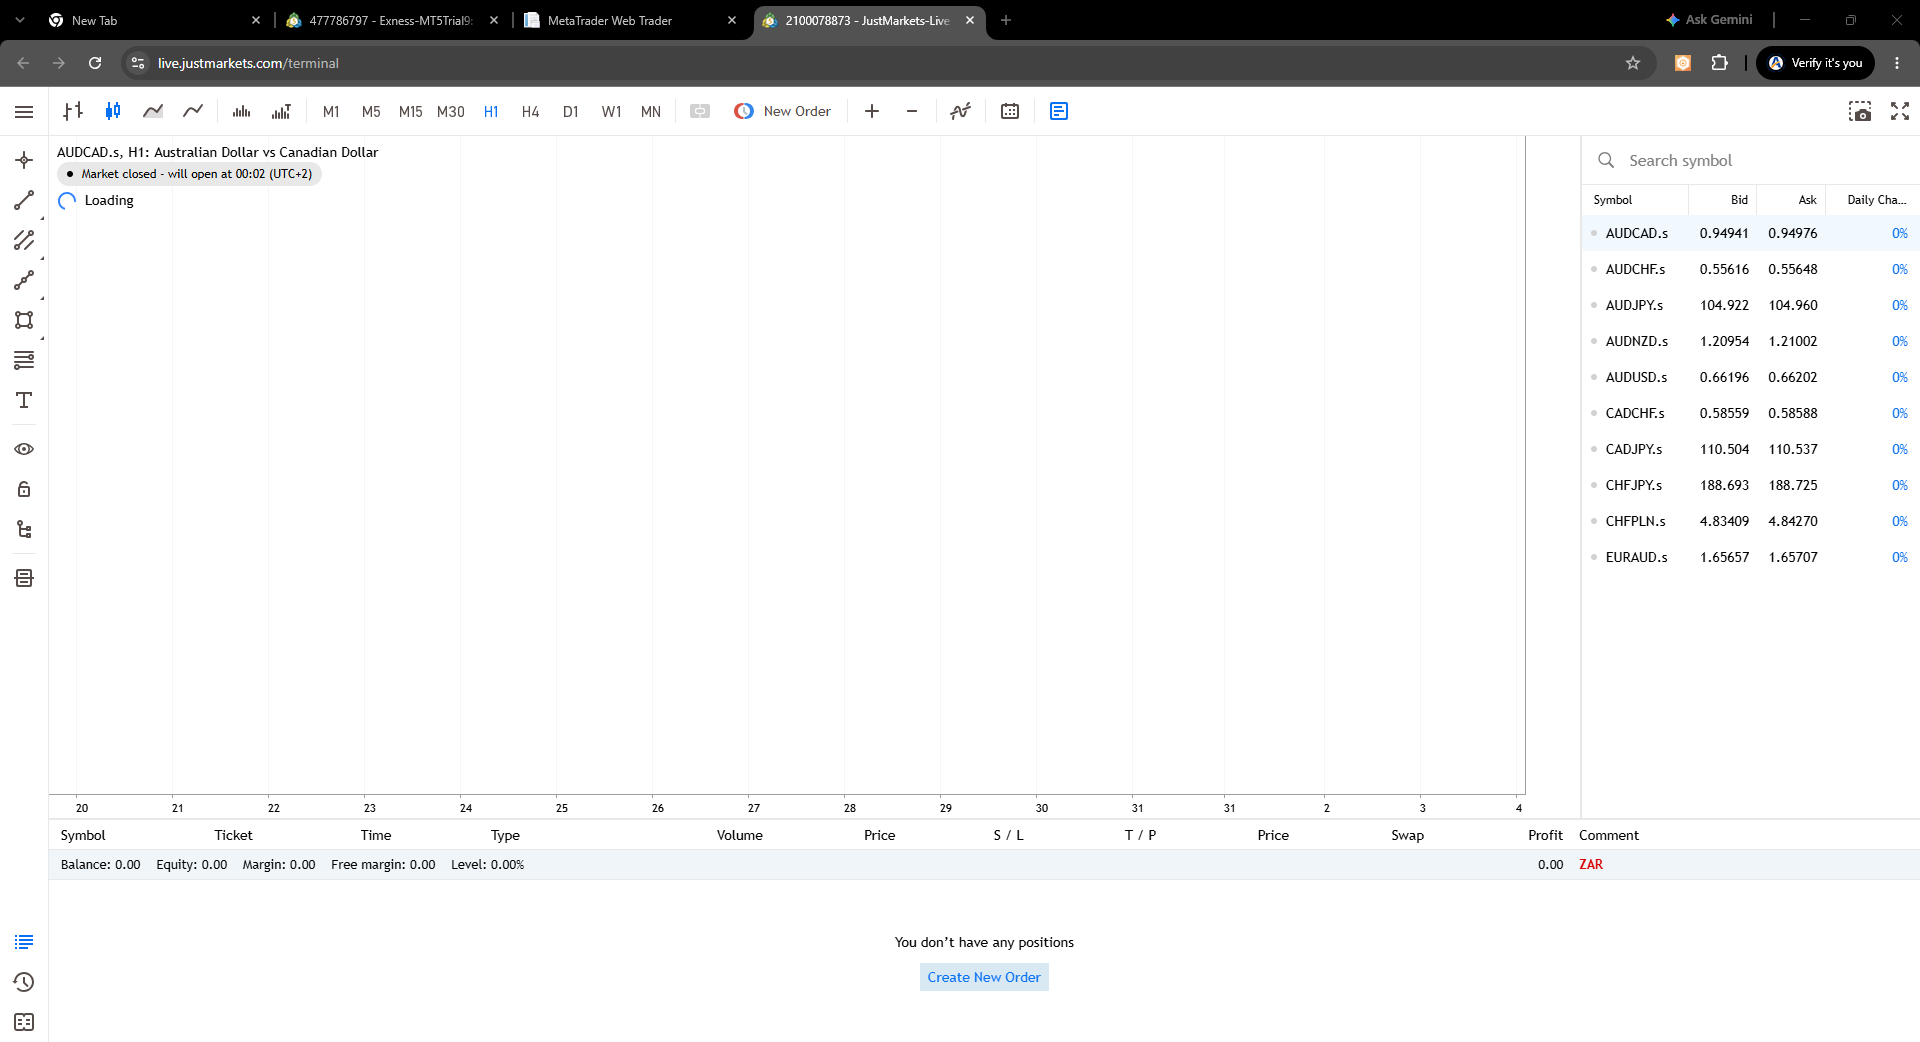 New Tab
477786797 - Exness-MT5Trial9
MetaTrader Web Trader
2100078873 - JustMarkets-Live
Ask Gemini
live.justmarkets.com/terminal
Verify it's you
M1 M5 M15 M30 H1 H4 D1 W1 MN
New Order
AUDCAD.s, H1: Australian Dollar vs Canadian Dollar
Market closed - will open at 00:02 (UTC+2)
Loading
20 21 22 23 24 25 26 27 28 29 30 31 31 2 3 4
Search symbol
Symbol Bid Ask Daily Cha...
AUDCAD.s 0.94941 0.94976 0%
AUDCHF.s 0.55616 0.55648 0%
AUDJPY.s 104.922 104.960 0%
AUDNZD.s 1.20954 1.21002 0%
AUDUSD.s 0.66196 0.66202 0%
CADCHF.s 0.58559 0.58588 0%
CADJPY.s 110.504 110.537 0%
CHFJPY.s 188.693 188.725 0%
CHFPLN.s 4.83409 4.84270 0%
EURAUD.s 1.65657 1.65707 0%
Symbol Ticket Time Type Volume Price S / L T / P Price Swap Profit Comment
Balance: 0.00 Equity: 0.00 Margin: 0.00 Free margin: 0.00 Level: 0.00% 0.00 ZAR
You don't have any positions
Create New Order